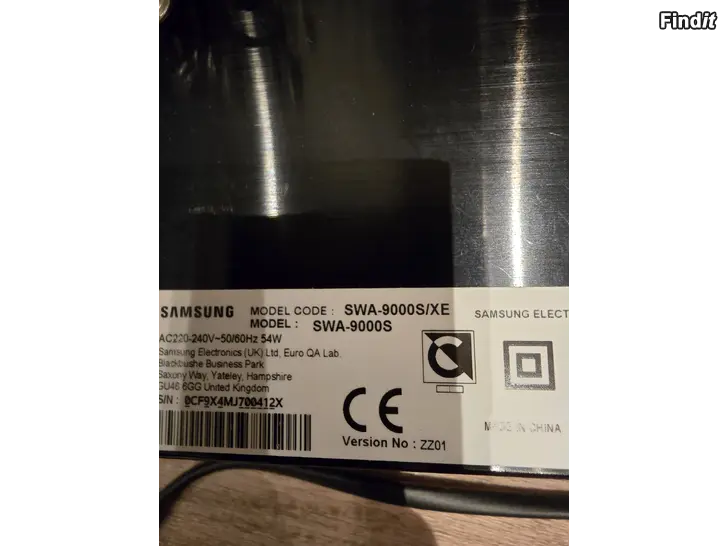 Findit
SAMSUNG
MODEL CODE : SWA-9000S/XE
MODEL : SWA-9000S
AC220-240V~50/60Hz 54W
Samsung Electronics (UK) Ltd, Euro QA Lab.
Blackbushe Business Park
Saxony Way, Yateley, Hampshire
GU46 6GG United Kingdom
S/N : 0CF9X4MJ700412X
Version No : ZZ01
SAMSUNG ELECT
MADE IN CHINA